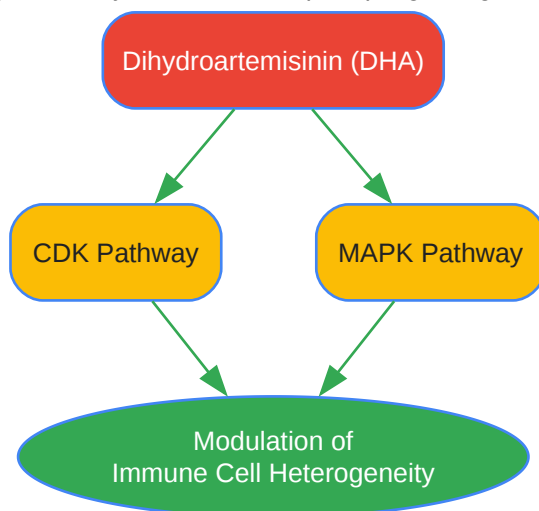 Dihydroartemisinin (DHA)
CDK Pathway
MAPK Pathway
Modulation of
Immune Cell Heterogeneity